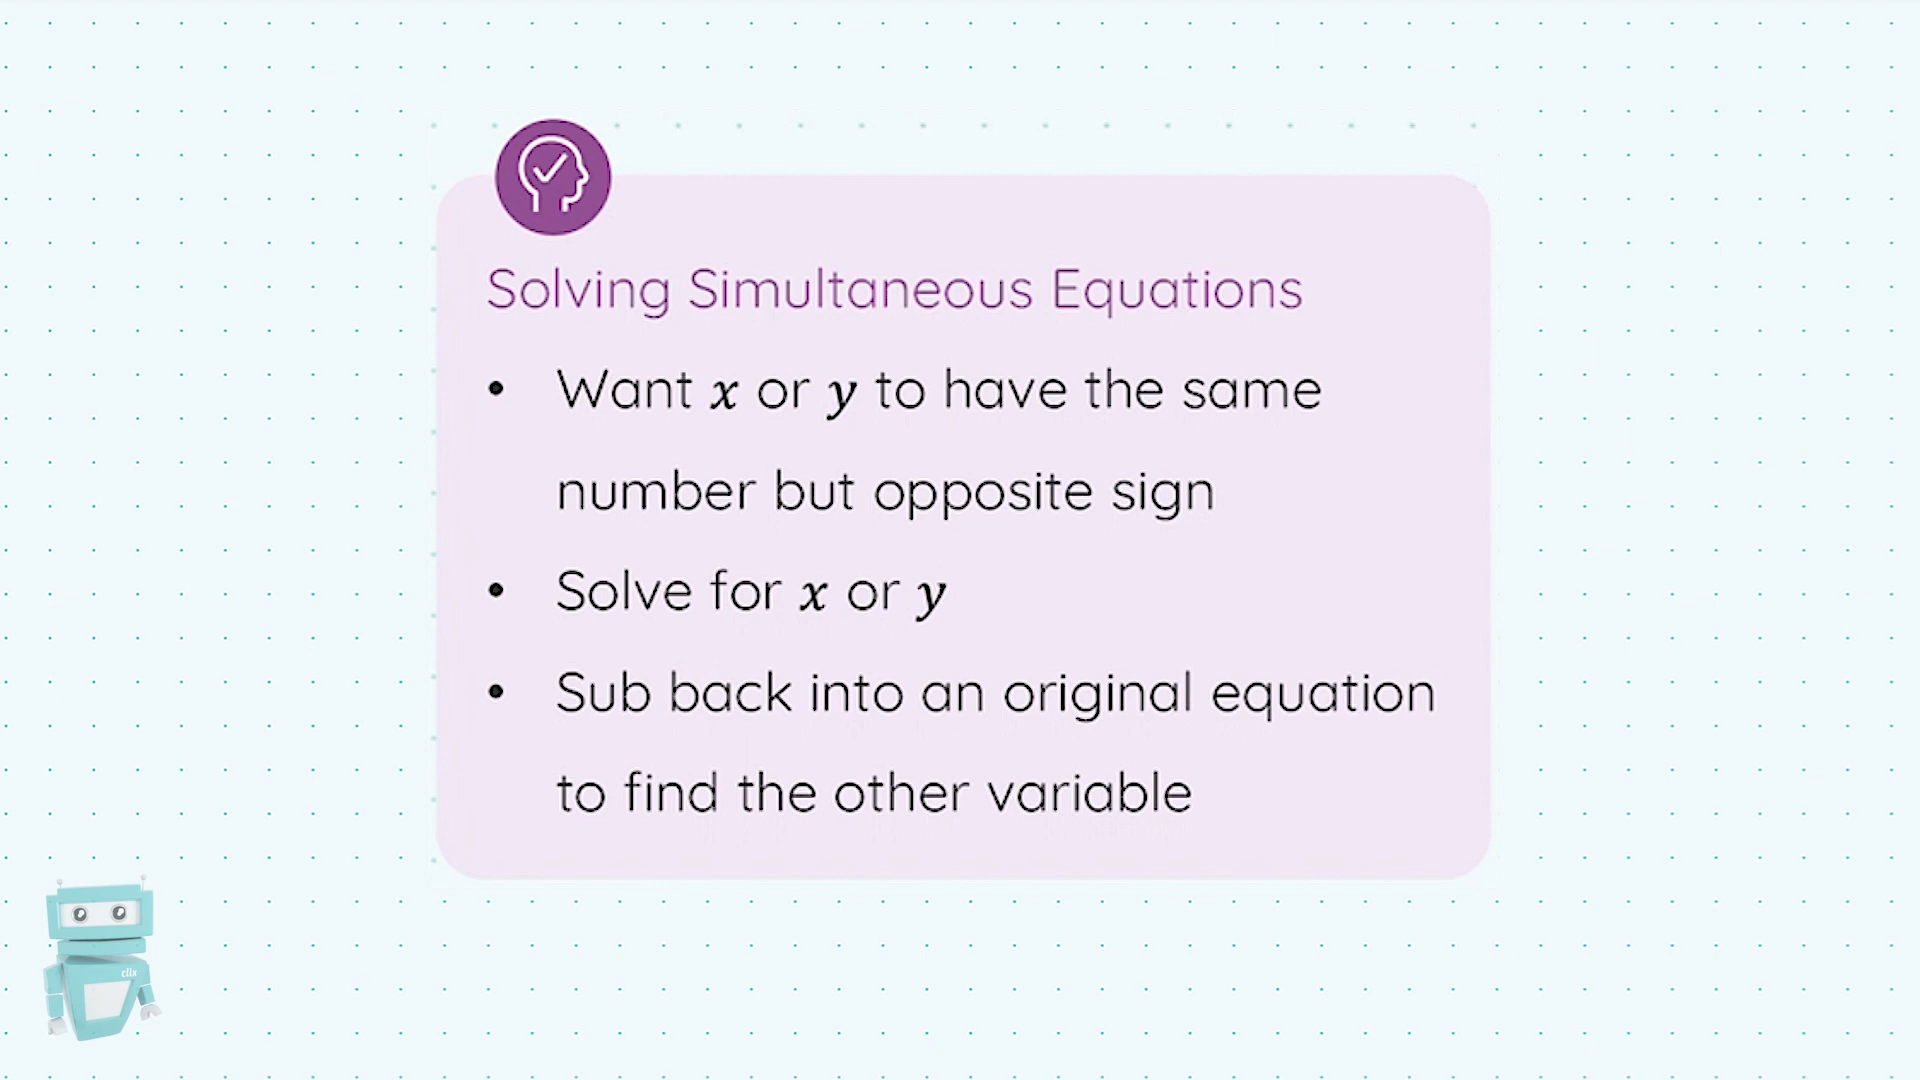 Solving Simultaneous Equations
• Want x or y to have the same
number but opposite sign
• Solve for x or y
• Sub back into an original equation
to find the other variable
clix